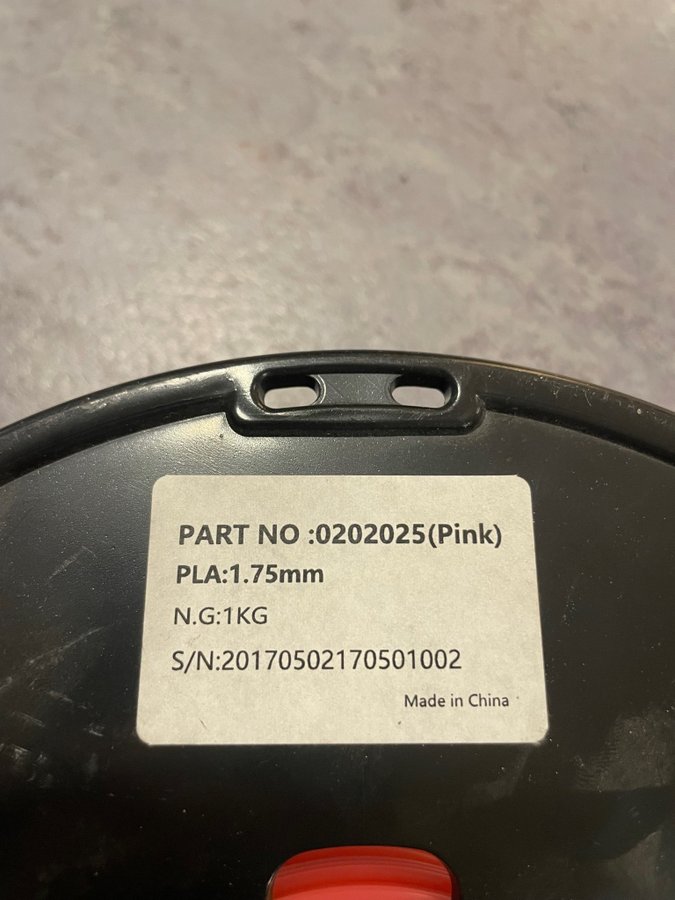 PART NO :0202025(Pink)
PLA:1.75mm
N.G:1KG
S/N:20170502170501002
Made in China